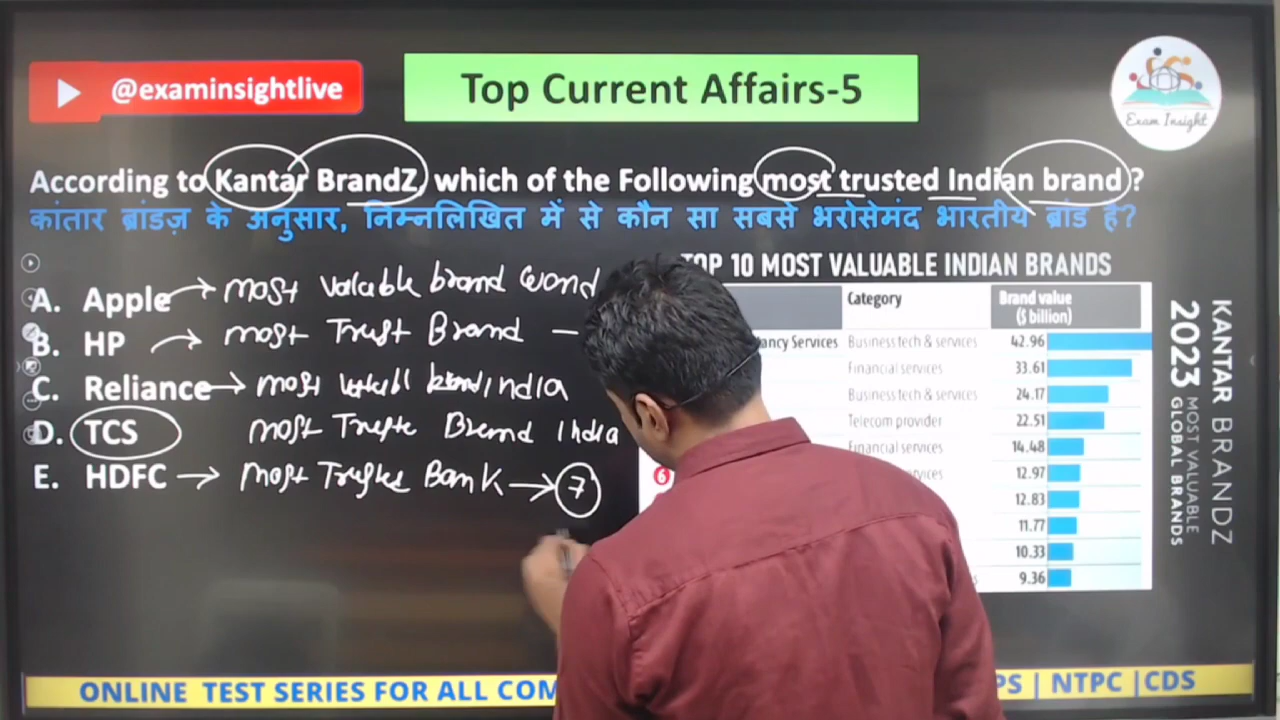 @examinsightlive
Top Current Affairs-5
Exam Insight
According to Kantar BrandZ, which of the Following most trusted Indian brand ?
कांतार ब्रांडज़ के अनुसार, निम्नलिखित में से कौन सा सबसे भरोसेमंद भारतीय ब्रांड है?
A. Apple → most valuable brand world
B. HP → most Trust Brand –
C. Reliance → most India
D. TCS most Truste Brand India
E. HDFC → most Trusted Bank → 7
TOP 10 MOST VALUABLE INDIAN BRANDS
Category Brand value
($ billion)
ancy Services Business tech & services 42.96
Financial services 33.61
Business tech & services 24.17
Telecom provider 22.51
Financial services 14.48
6 12.97
12.83
11.77
10.33
9.36
KANTAR BRANDZ
2023 MOST VALUABLE
GLOBAL BRANDS
ONLINE TEST SERIES FOR ALL COM PS | NTPC |CDS